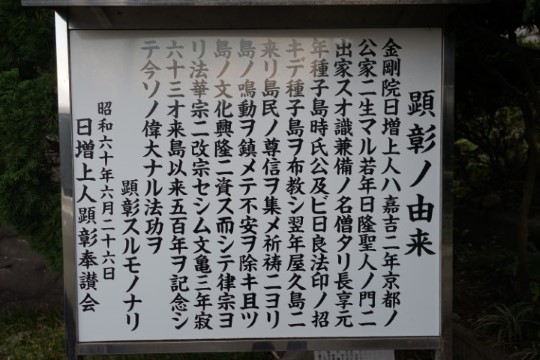 顕彰ノ由来
金剛院日増上人ハ嘉吉二年京都ノ
公家ニ生マル若年日隆聖人ノ門ニ
出家スオ識兼備ノ名僧タリ長享元
年種子島時氏公及ビ日良法印ノ招
キデ種子島ヲ布教シ翌年屋久島ニ
来リ島民ノ尊信ヲ集メ祈祷ニヨリ
島ノ鳴動ヲ鎮メテ不安ヲ除キ且ツ
島ノ文化興隆ニ資ス而シテ律宗ヨ
リ法華宗ニ改宗セシム文亀三年寂
六十三才来島以来五百年ヲ記念シ
テ今ソノ偉大ナル法功ヲ
顕彰スルモノナリ
昭和六十年六月二十六日
日増上人顕彰奉讃会